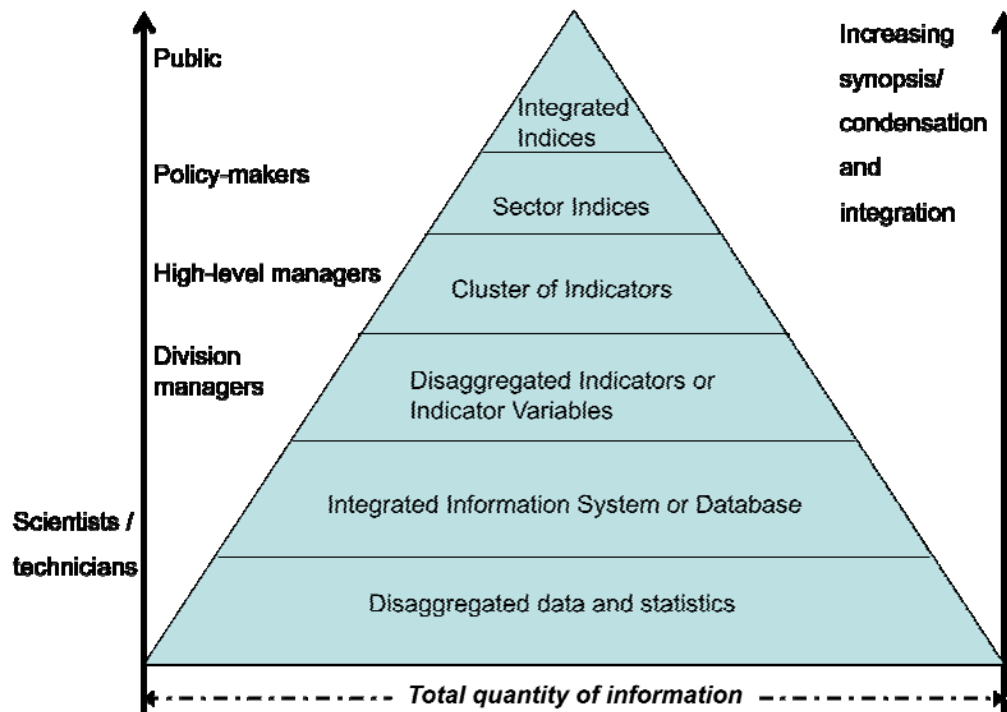 Public
Policy-makers
High-level managers
Division
managers
Scientists /
technicians
Integrated
Indices
Sector Indices
Cluster of Indicators
Disaggregated Indicators or
Indicator Variables
Integrated Information System or Database
Disaggregated data and statistics
Increasing
synopsis/
condensation
and
integration
Total quantity of information